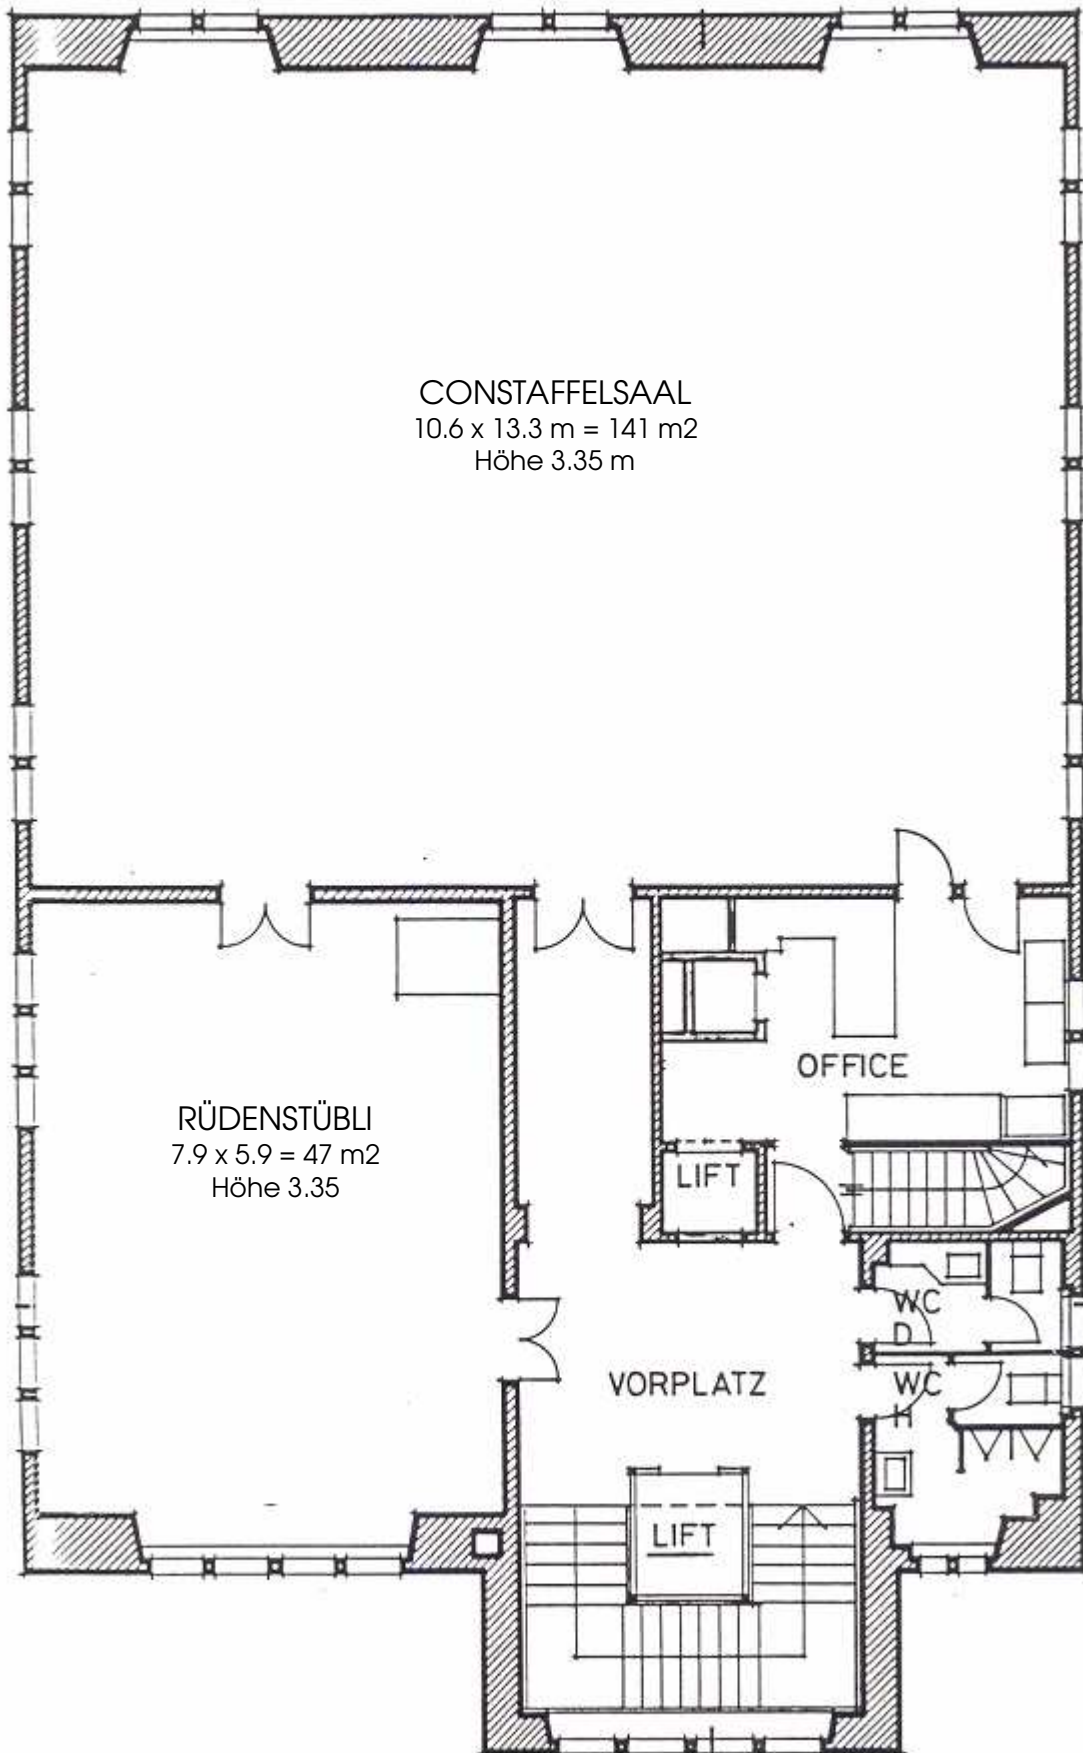 CONSTAFFELSAAL
10.6 x 13.3 m = 141 m2
Höhe 3.35 m
OFFICE
RÜDENSTÜBLI
7.9 x 5.9 = 47 m2
Höhe 3.35
LIFT
WC
D
VORPLATZ
WC
H
LIFT